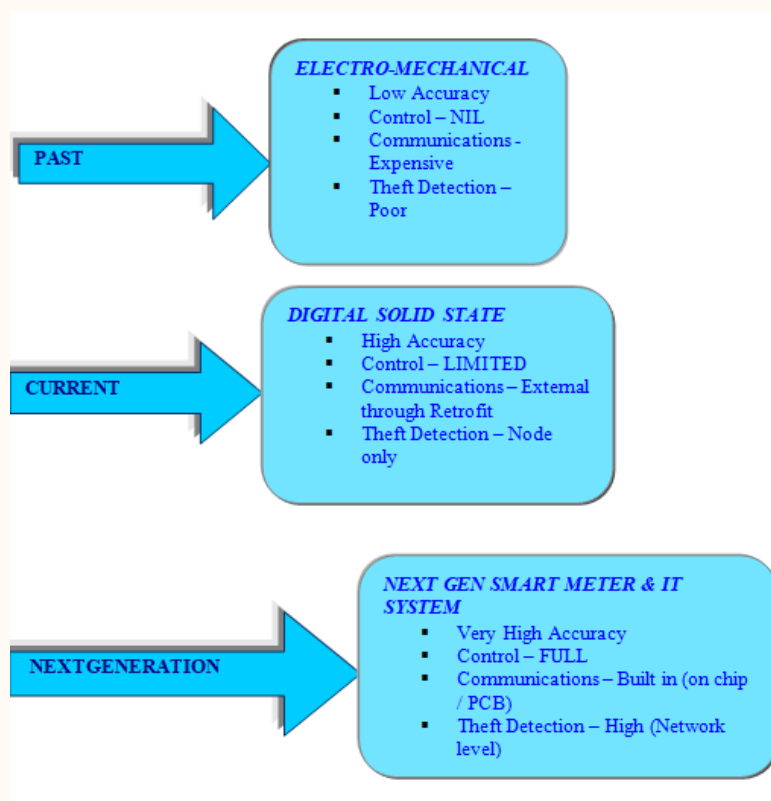 PAST
ELECTRO-MECHANICAL
▪ Low Accuracy
▪ Control – NIL
▪ Communications -
Expensive
▪ Theft Detection –
Poor
CURRENT
DIGITAL SOLID STATE
▪ High Accuracy
▪ Control – LIMITED
▪ Communications – External
through Retrofit
▪ Theft Detection – Node
only
NEXTGENERATION
NEXT GEN SMART METER & IT
SYSTEM
▪ Very High Accuracy
▪ Control – FULL
▪ Communications – Built in (on chip
/ PCB)
▪ Theft Detection – High (Network
level)